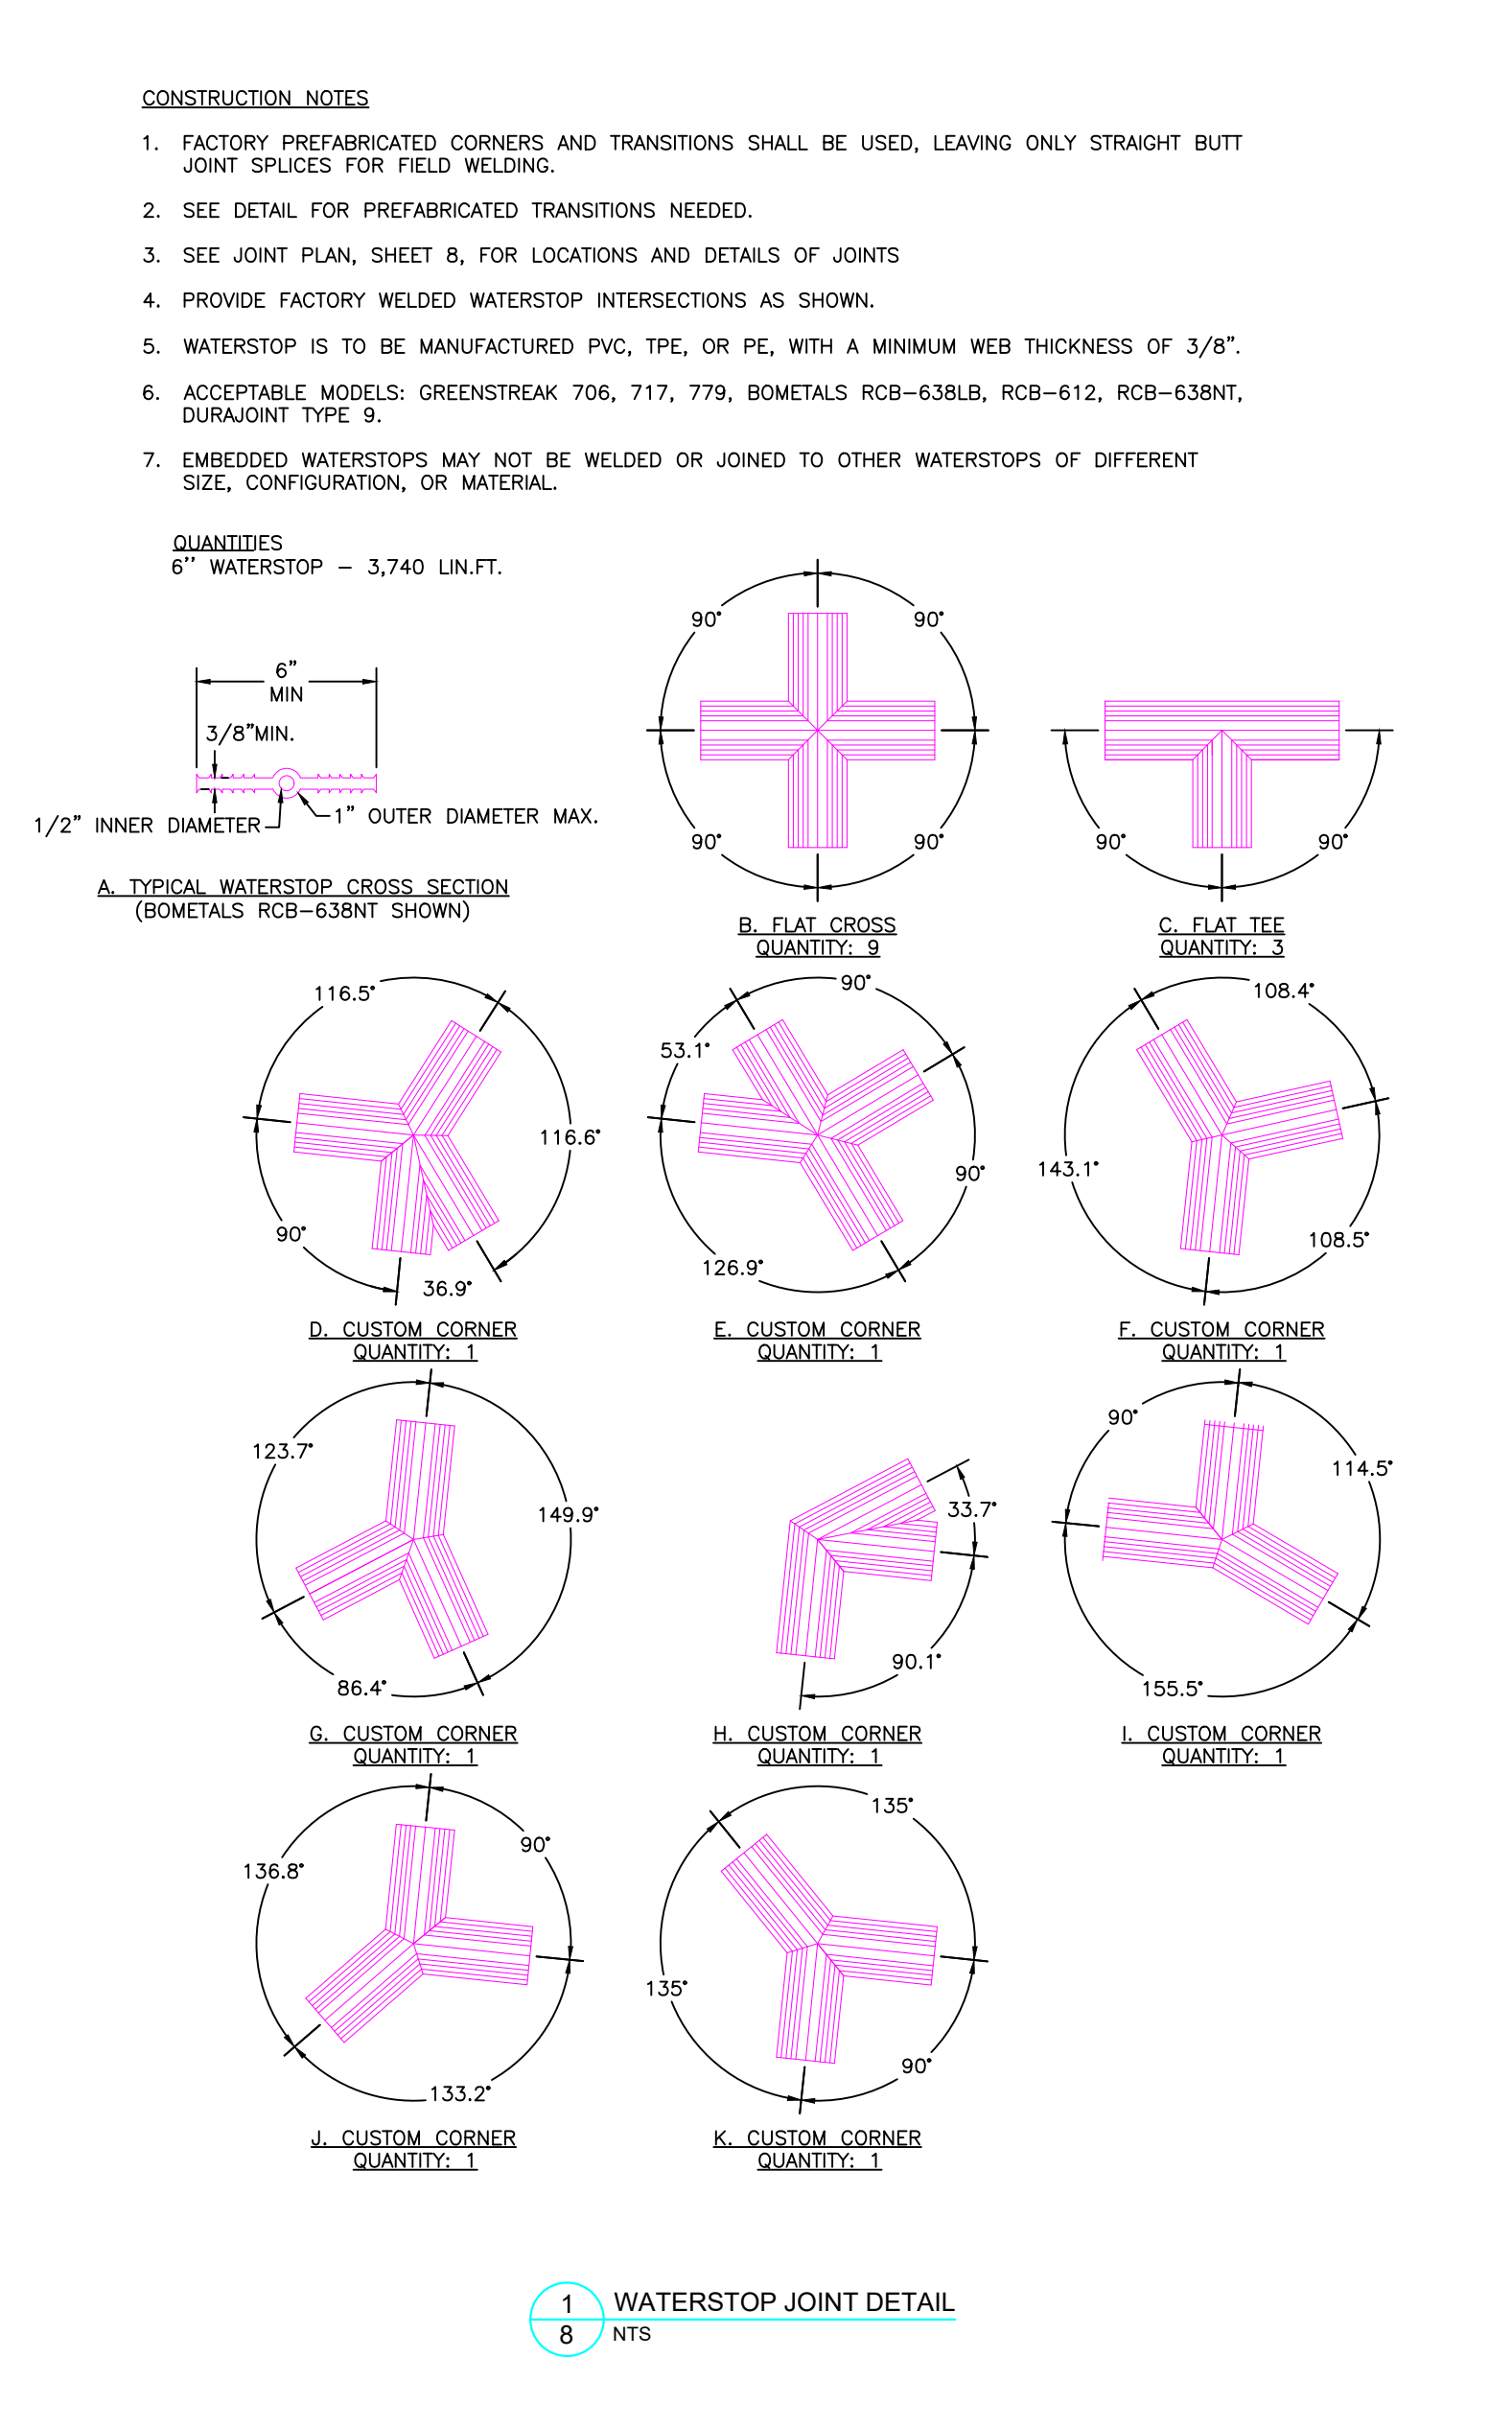 CONSTRUCTION NOTES
1. FACTORY PREFABRICATED CORNERS AND TRANSITIONS SHALL BE USED, LEAVING ONLY STRAIGHT BUTT
JOINT SPLICES FOR FIELD WELDING.
2. SEE DETAIL FOR PREFABRICATED TRANSITIONS NEEDED.
3. SEE JOINT PLAN, SHEET 8, FOR LOCATIONS AND DETAILS OF JOINTS
4. PROVIDE FACTORY WELDED WATERSTOP INTERSECTIONS AS SHOWN.
5. WATERSTOP IS TO BE MANUFACTURED PVC, TPE, OR PE, WITH A MINIMUM WEB THICKNESS OF 3/8".
6. ACCEPTABLE MODELS: GREENSTREAK 706, 717, 779, BOMETALS RCB-638LB, RCB-612, RCB-638NT,
DURAJOINT TYPE 9.
7. EMBEDDED WATERSTOPS MAY NOT BE WELDED OR JOINED TO OTHER WATERSTOPS OF DIFFERENT
SIZE, CONFIGURATION, OR MATERIAL.
QUANTITIES
6'' WATERSTOP - 3,740 LIN.FT.
6"
MIN
3/8"MIN.
1/2" INNER DIAMETER
1" OUTER DIAMETER MAX.
A. TYPICAL WATERSTOP CROSS SECTION
(BOMETALS RCB-638NT SHOWN)
90°
90°
90°
90°
B. FLAT CROSS
QUANTITY: 9
90°
90°
C. FLAT TEE
QUANTITY: 3
116.5°
116.6°
90°
36.9°
D. CUSTOM CORNER
QUANTITY: 1
90°
53.1°
90°
126.9°
E. CUSTOM CORNER
QUANTITY: 1
108.4°
143.1°
108.5°
F. CUSTOM CORNER
QUANTITY: 1
123.7°
149.9°
86.4°
G. CUSTOM CORNER
QUANTITY: 1
33.7°
90.1°
H. CUSTOM CORNER
QUANTITY: 1
90°
114.5°
155.5°
I. CUSTOM CORNER
QUANTITY: 1
90°
136.8°
133.2°
J. CUSTOM CORNER
QUANTITY: 1
135°
135°
90°
K. CUSTOM CORNER
QUANTITY: 1
1
8
WATERSTOP JOINT DETAIL
NTS